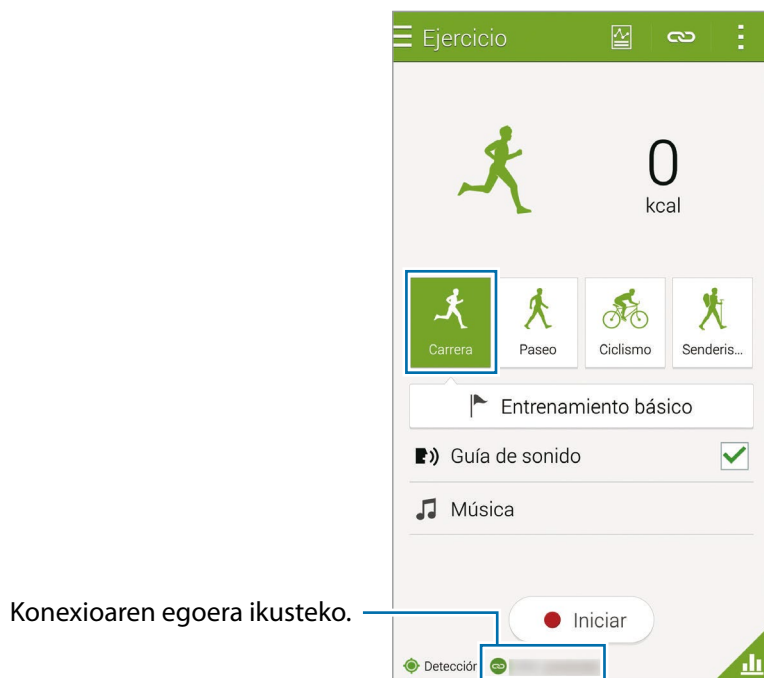 Ejercicio
0
kcal
Carrera
Paseo
Ciclismo
Senderis...
Entrenamiento básico
Guía de sonido
Música
Konexioaren egoera ikusteko.
Iniciar
Detección